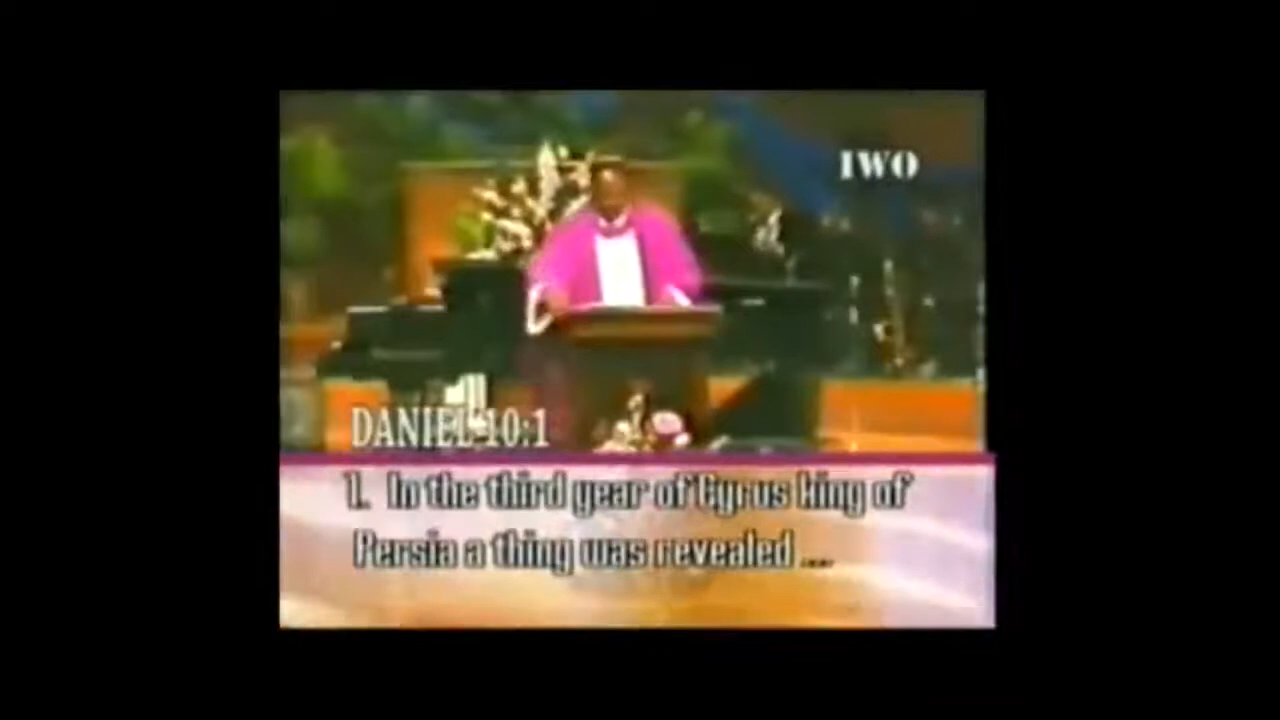 IWO
DANIEL 10:1
1. In the third year of Cyrus king of
Persia a thing was revealed ...